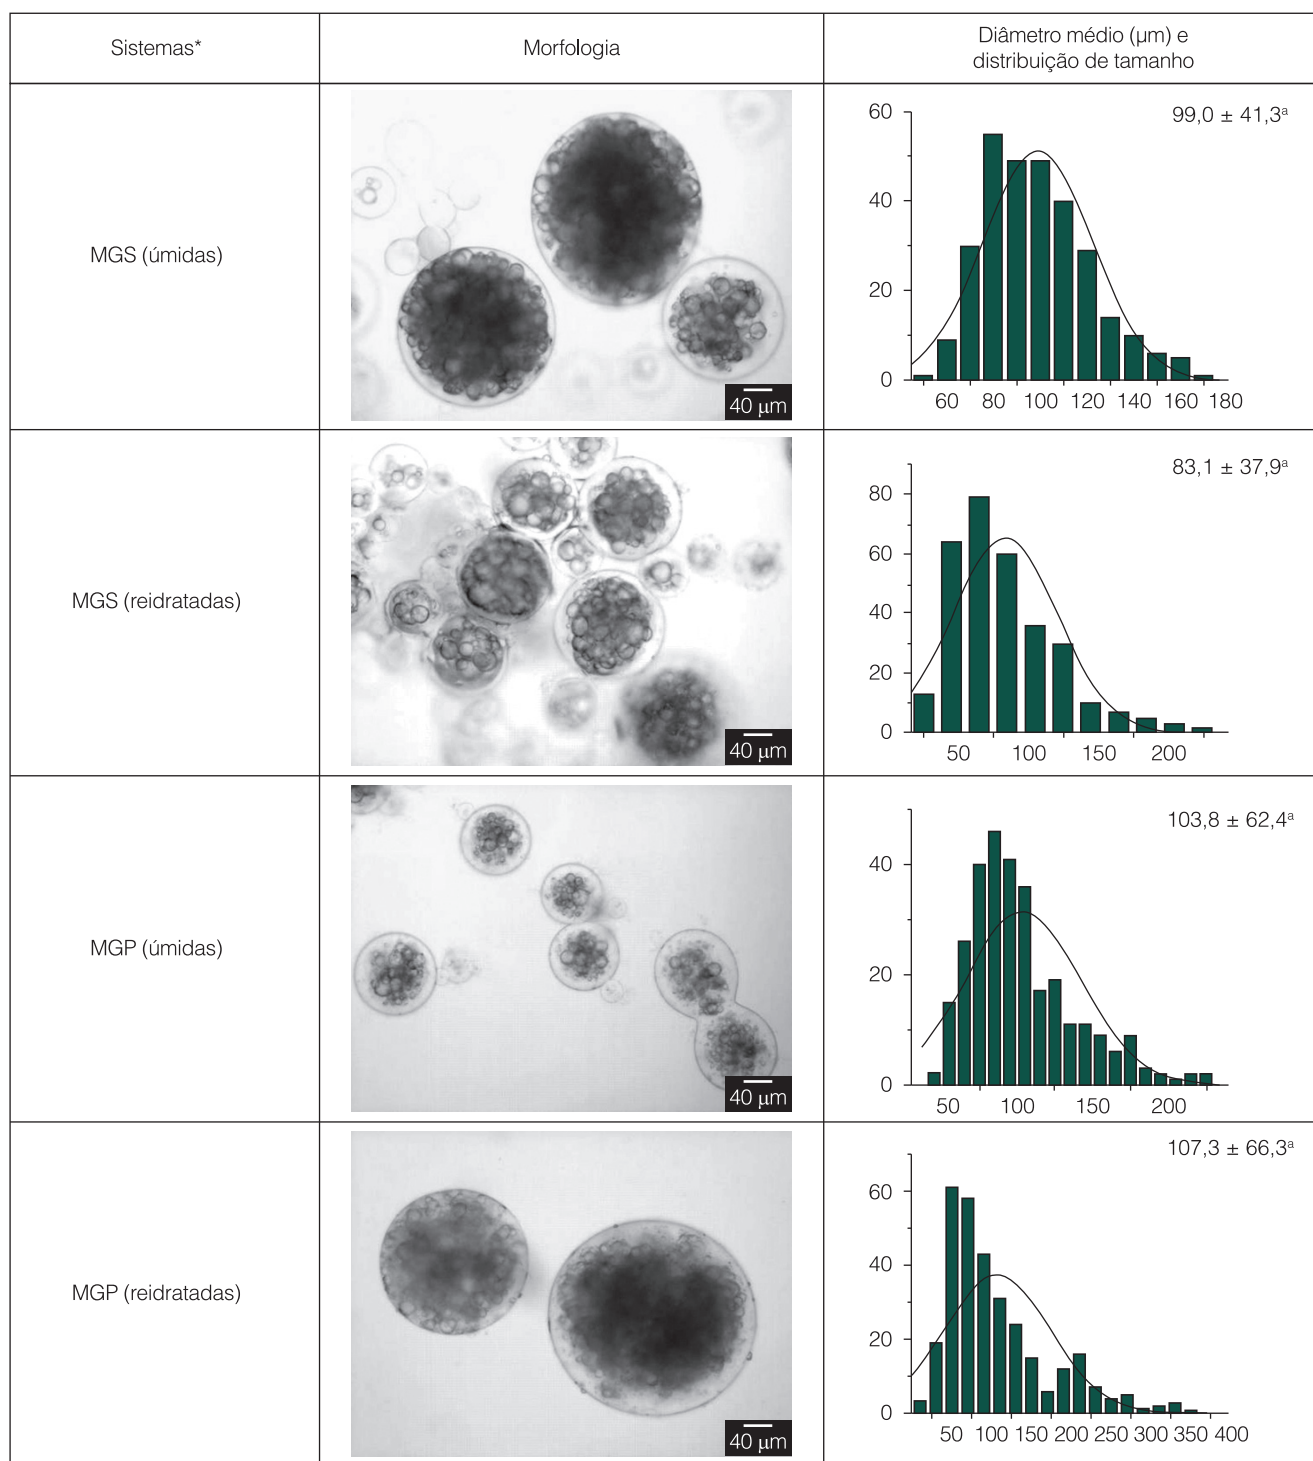 Sistemas*
Morfologia
Diâmetro médio (µm) e
distribuição de tamanho
MGS (úmidas)
40 µm
99,0 ± 41,3ᵃ
60
40
20
0
60 80 100 120 140 160 180
MGS (reidratadas)
40 µm
83,1 ± 37,9ᵃ
80
60
40
20
0
50 100 150 200
MGP (úmidas)
40 µm
103,8 ± 62,4ᵃ
40
20
0
50 100 150 200
MGP (reidratadas)
40 µm
107,3 ± 66,3ᵃ
60
40
20
0
50 100 150 200 250 300 350 400